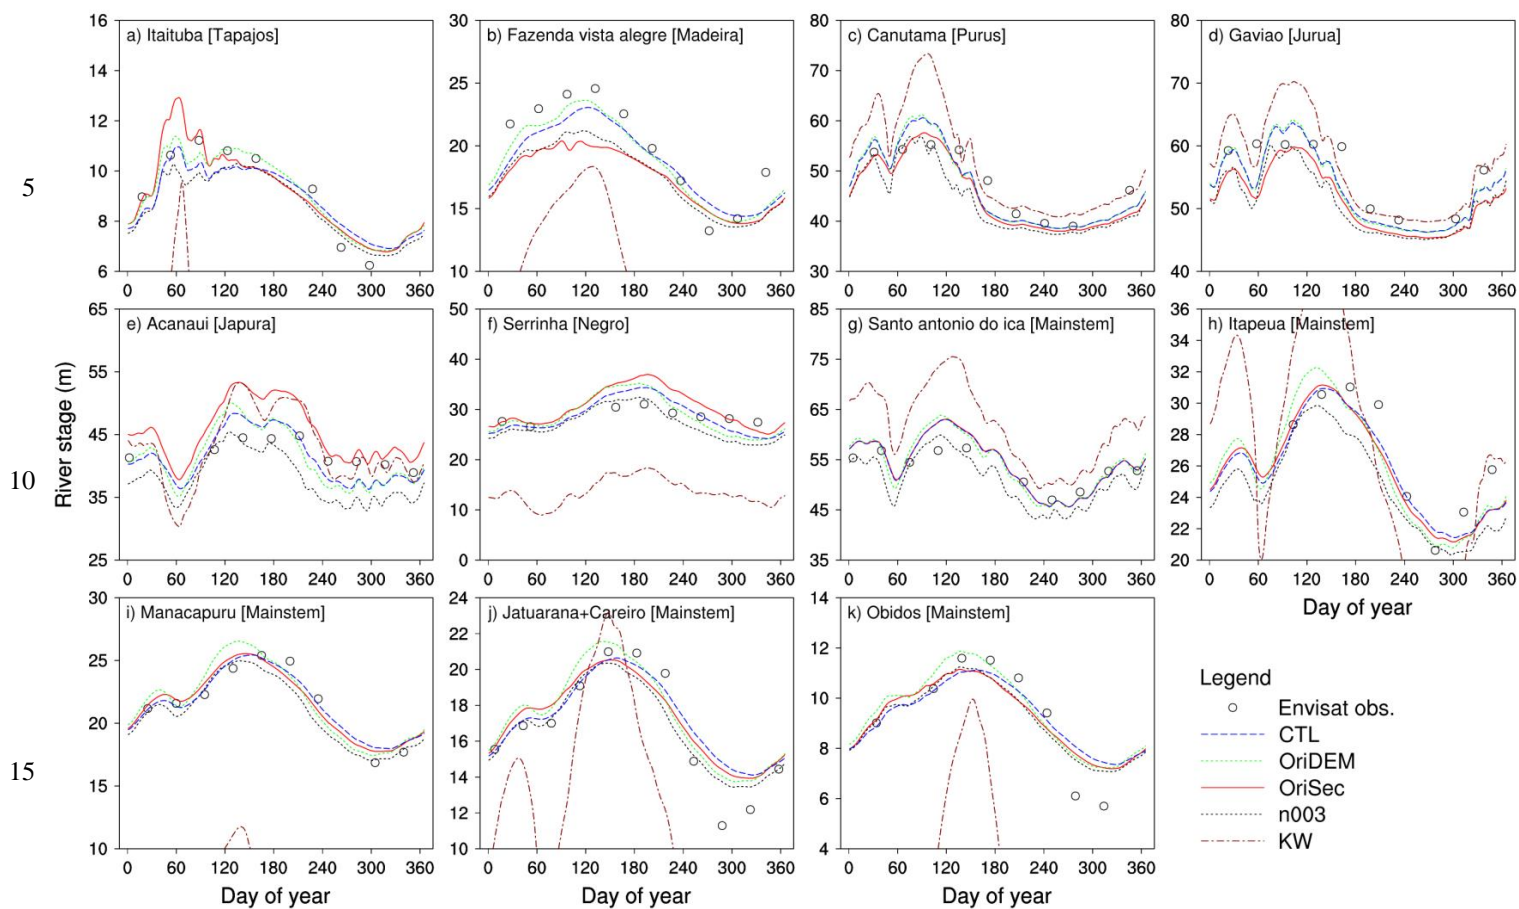 a) Itaituba [Tapajos]
b) Fazenda vista alegre [Madeira]
c) Canutama [Purus]
d) Gaviao [Jurua]
16
14
12
10
8
6
30
25
20
15
10
80
70
60
50
40
30
80
70
60
50
40
5
0 60 120 180 240 300 360
0 60 120 180 240 300 360
0 60 120 180 240 300 360
0 60 120 180 240 300 360
e) Acanaui [Japura]
f) Serrinha [Negro]
g) Santo antonio do ica [Mainstem]
h) Itapeua [Mainstem]
65
55
45
35
25
50
40
30
20
10
0
85
75
65
55
45
35
36
34
32
30
28
26
24
22
20
River stage (m)
10
0 60 120 180 240 300 360
0 60 120 180 240 300 360
0 60 120 180 240 300 360
0 60 120 180 240 300 360
Day of year
i) Manacapuru [Mainstem]
j) Jatuarana+Careiro [Mainstem]
k) Obidos [Mainstem]
30
25
20
15
10
24
22
20
18
16
14
12
10
14
12
10
8
6
4
15
0 60 120 180 240 300 360
0 60 120 180 240 300 360
0 60 120 180 240 300 360
Day of year
Day of year
Day of year
Legend
Envisat obs.
CTL
OriDEM
OriSec
n003
KW